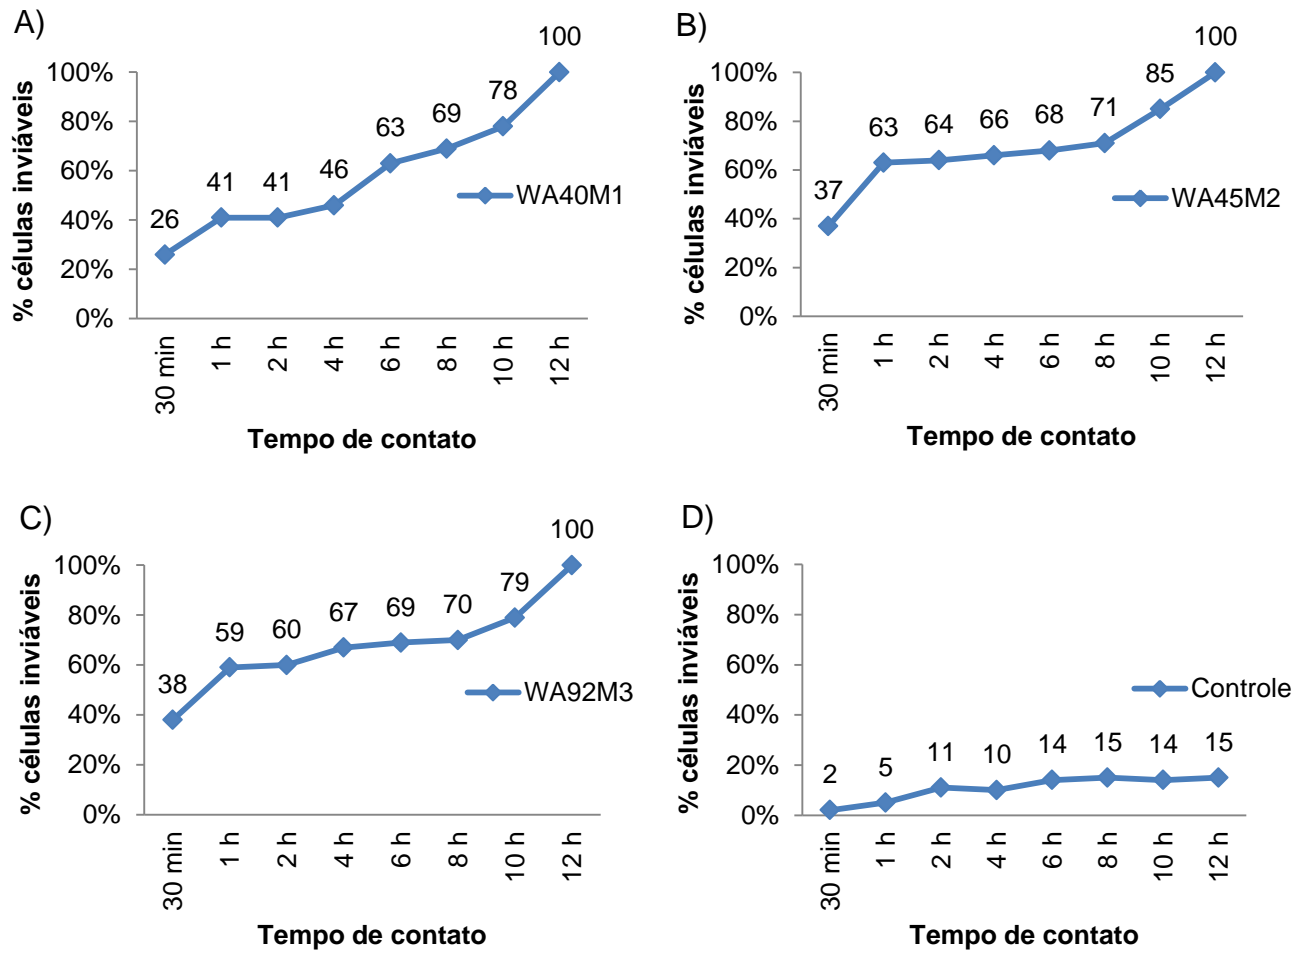 A)
100
100%
80%
60%
40%
20%
0%
% células inviáveis
26
41
41
46
63
69
78
WA40M1
30 min
1 h
2 h
4 h
6 h
8 h
10 h
12 h
Tempo de contato
B)
100
100%
80%
60%
40%
20%
0%
% células inviáveis
37
63
64
66
68
71
85
WA45M2
30 min
1 h
2 h
4 h
6 h
8 h
10 h
12 h
Tempo de contato
C)
100
100%
80%
60%
40%
20%
0%
% células inviáveis
38
59
60
67
69
70
79
WA92M3
30 min
1 h
2 h
4 h
6 h
8 h
10 h
12 h
Tempo de contato
D)
100%
80%
60%
40%
20%
0%
% células inviáveis
2
5
11
10
14
15
14
15
Controle
30 min
1 h
2 h
4 h
6 h
8 h
10 h
12 h
Tempo de contato